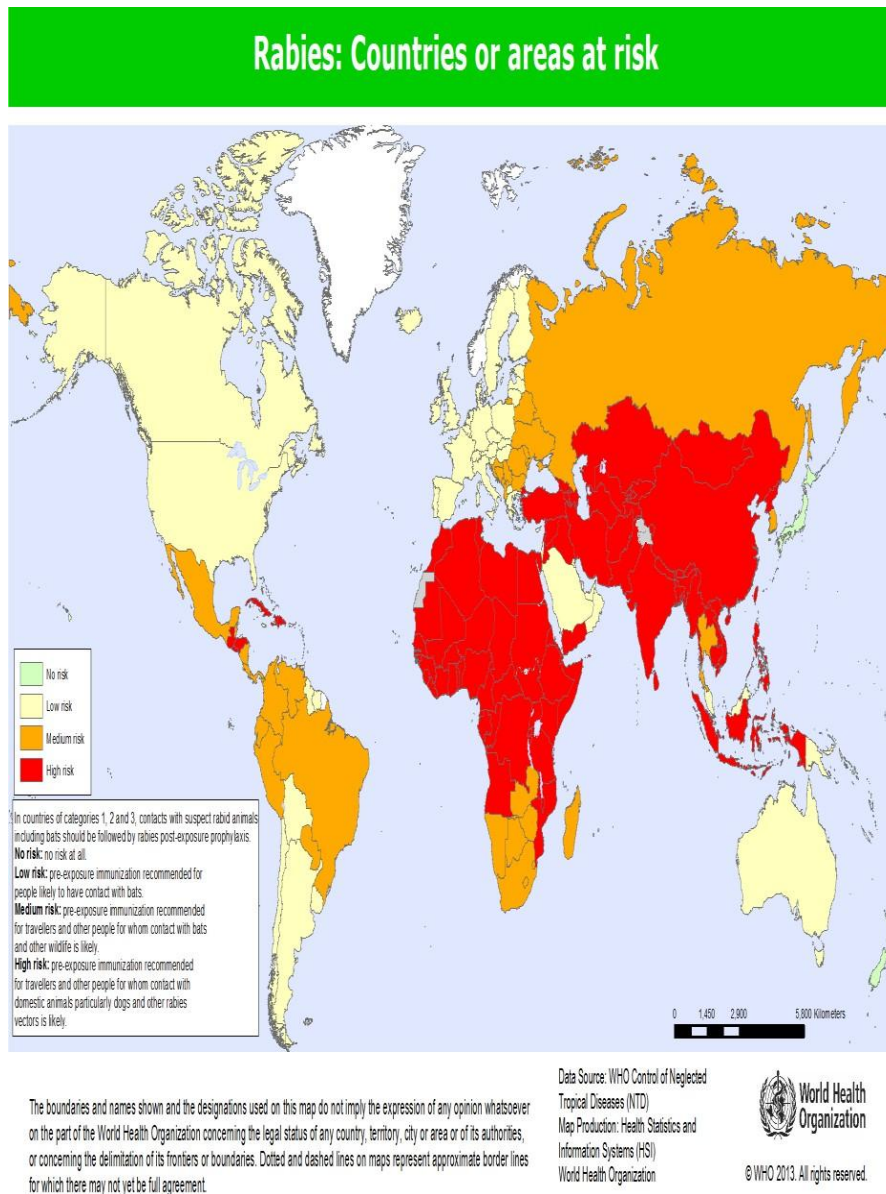 Rabies: Countries or areas at risk
No risk
Low risk
Medium risk
High risk
In countries of categories 1, 2 and 3, contacts with suspect rabid animals
including bats should be followed by rabies post-exposure prophylaxis.
No risk: no risk at all.
Low risk: pre-exposure immunization recommended for
people likely to have contact with bats.
Medium risk: pre-exposure immunization recommended
for travellers and other people for whom contact with bats
and other wildlife is likely.
High risk: pre-exposure immunization recommended
for travellers and other people for whom contact with
domestic animals particularly dogs and other rabies
vectors is likely.
0 1,450 2,900 5,800 Kilometers
The boundaries and names shown and the designations used on this map do not imply the expression of any opinion whatsoever
on the part of the World Health Organization concerning the legal status of any country, territory, city or area or of its authorities,
or concerning the delimitation of its frontiers or boundaries. Dotted and dashed lines on maps represent approximate border lines
for which there may not yet be full agreement.
Data Source: WHO Control of Neglected
Tropical Diseases (NTD)
Map Production: Health Statistics and
Information Systems (HSI)
World Health Organization
World Health
Organization
© WHO 2013. All rights reserved.